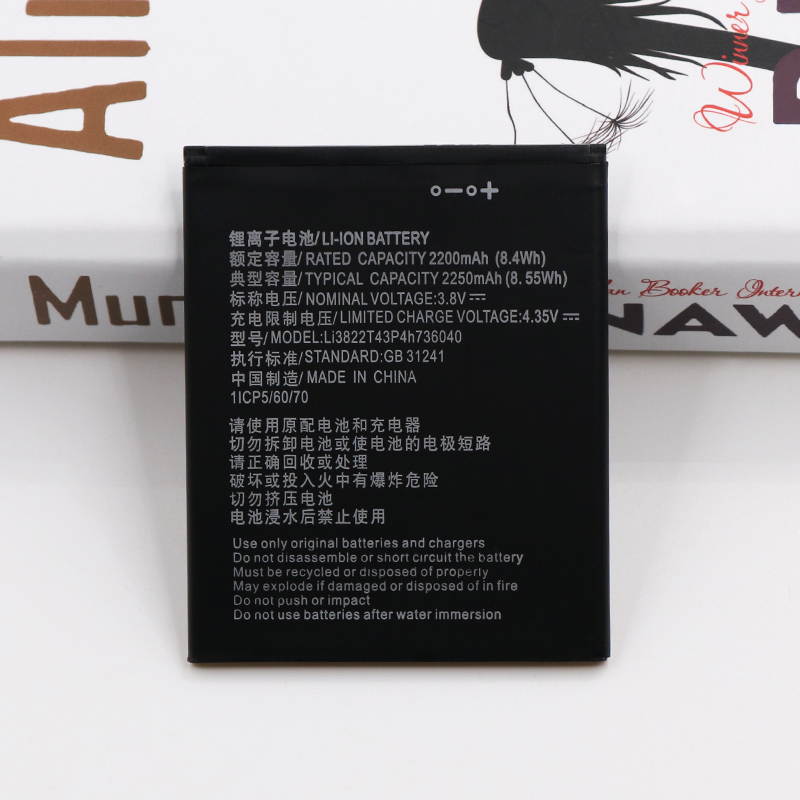 Winner
锂离子电池/LI-ION BATTERY
额定容量/ RATED CAPACITY 2200mAh (8.4Wh)
典型容量/ TYPICAL CAPACITY 2250mAh (8.55Wh)
标称电压/ NOMINAL VOLTAGE:3.8V⎓
充电限制电压/ LIMITED CHARGE VOLTAGE:4.35V⎓
型号/ MODEL:Li3822T43P4h736040
执行标准/STANDARD:GB 31241
中国制造/ MADE IN CHINA
1ICP5/60/70
请使用原配电池和充电器
切勿拆卸电池或使电池的电极短路
请正确回收或处理
破坏或投入火中有爆炸危险
切勿挤压电池
电池浸水后禁止使用
Use only original batteries and chargers
Do not disassemble or short circuit the battery
Must be recycled or disposed of properly
May explode if damaged or disposed of in fire
Do not push or impact
Do not use batteries after water immersion
Booker